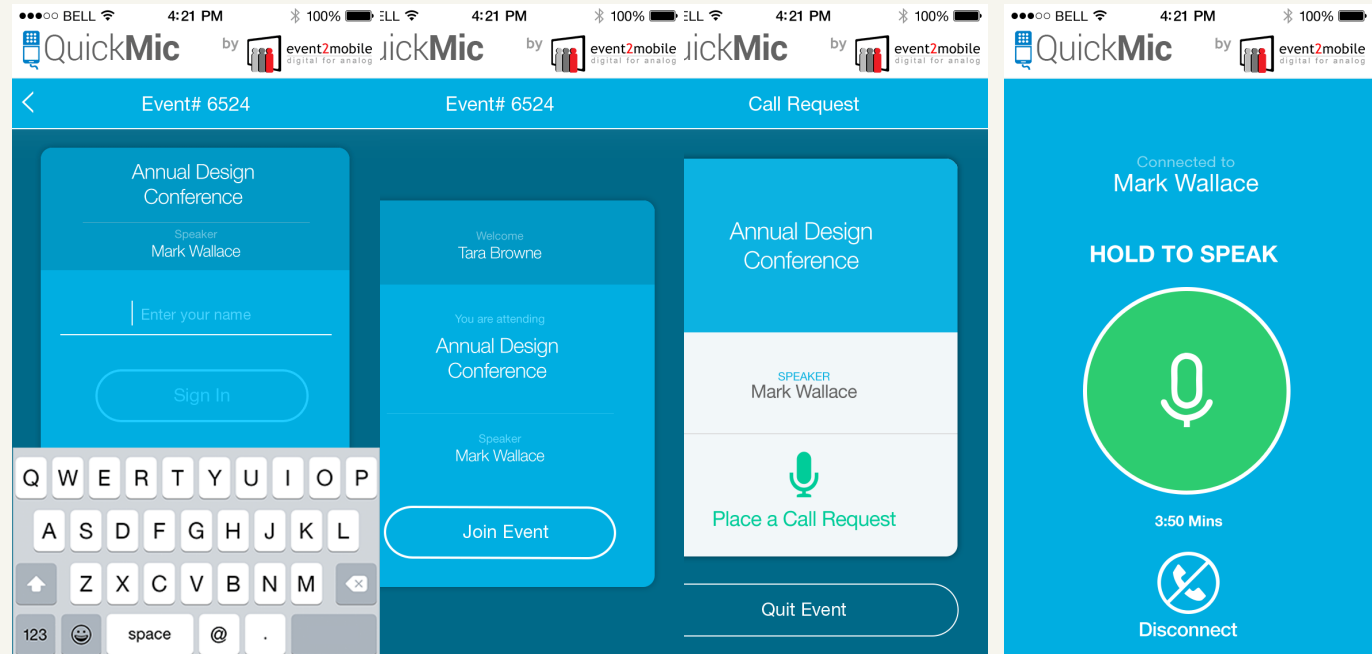 ●●●○○ BELL 4:21 PM 100%
QuickMic by event2mobile
digital for analog
Event# 6524
Annual Design
Conference
Speaker
Mark Wallace
Enter your name
Sign In
Q W E R T Y U I O P
A S D F G H J K L
Z X C V B N M
123 space @ .
ELL 4:21 PM 100%
uickMic by event2mobile
digital for analog
Event# 6524
Welcome
Tara Browne
You are attending
Annual Design
Conference
Speaker
Mark Wallace
Join Event
ELL 4:21 PM 100%
uickMic by event2mobile
digital for analog
Call Request
Annual Design
Conference
SPEAKER
Mark Wallace
Place a Call Request
Quit Event
●●●○○ BELL 4:21 PM 100%
QuickMic by event2mobile
digital for analog
Connected to
Mark Wallace
HOLD TO SPEAK
3:50 Mins
Disconnect